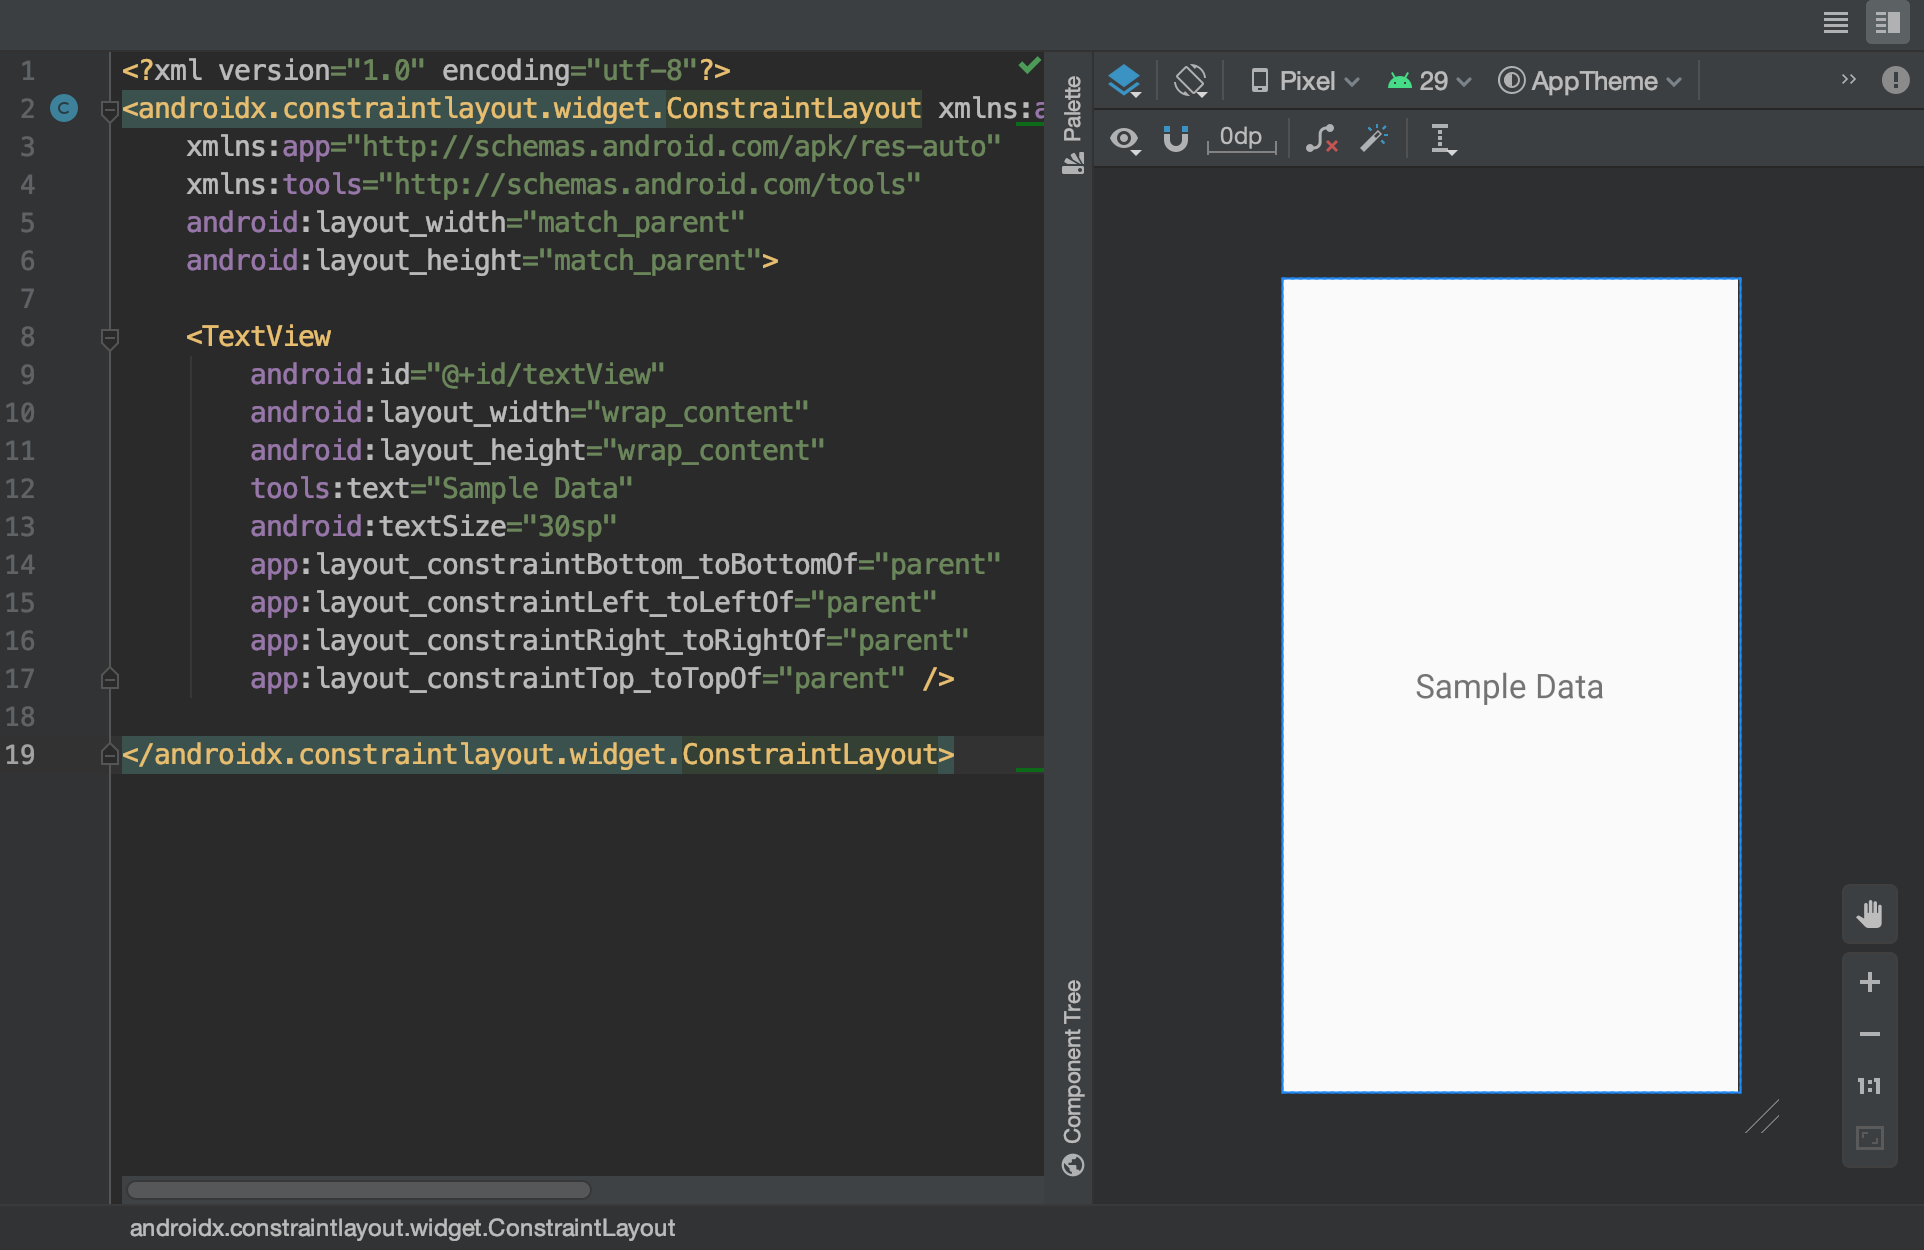 1 <?xml version="1.0" encoding="utf-8"?>
2 C <androidx.constraintlayout.widget.ConstraintLayout xmlns:a
3 xmlns:app="http://schemas.android.com/apk/res-auto"
4 xmlns:tools="http://schemas.android.com/tools"
5 android:layout_width="match_parent"
6 android:layout_height="match_parent">
7
8 <TextView
9 android:id="@+id/textView"
10 android:layout_width="wrap_content"
11 android:layout_height="wrap_content"
12 tools:text="Sample Data"
13 android:textSize="30sp"
14 app:layout_constraintBottom_toBottomOf="parent"
15 app:layout_constraintLeft_toLeftOf="parent"
16 app:layout_constraintRight_toRightOf="parent"
17 app:layout_constraintTop_toTopOf="parent" />
18
19 </androidx.constraintlayout.widget.ConstraintLayout>
androidx.constraintlayout.widget.ConstraintLayout
Palette
Component Tree
Pixel 29 AppTheme »
0dp
Sample Data
1:1